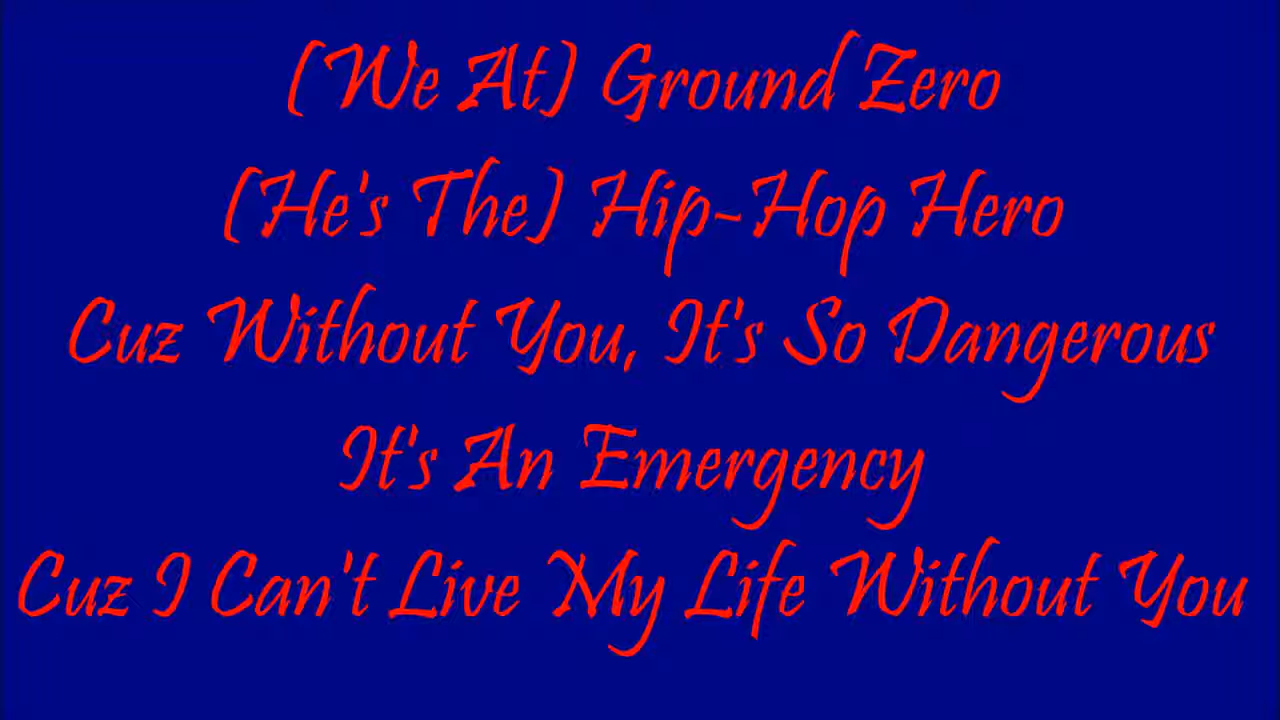 (We At) Ground Zero
(He's The) Hip-Hop Hero
Cuz Without You, It's So Dangerous
It's An Emergency
Cuz I Can't Live My Life Without You